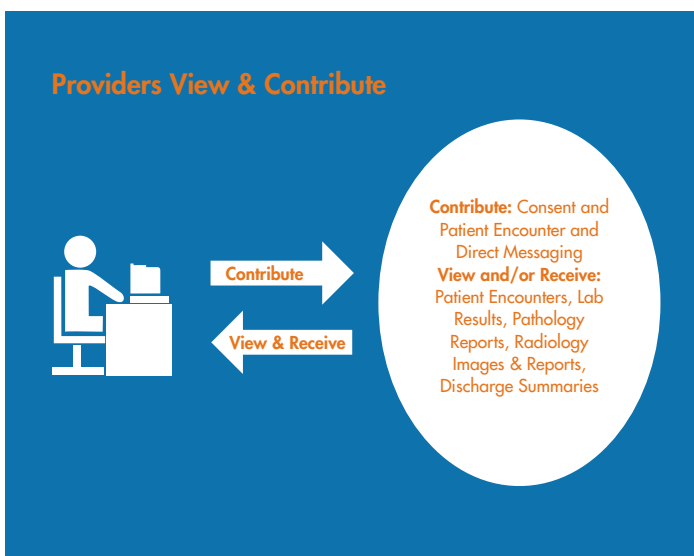 Providers View & Contribute
Contribute
View & Receive
Contribute: Consent and
Patient Encounter and
Direct Messaging
View and/or Receive:
Patient Encounters, Lab
Results, Pathology
Reports, Radiology
Images & Reports,
Discharge Summaries